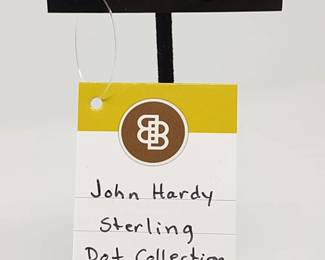 John Hardy
Sterling
Dot Collection